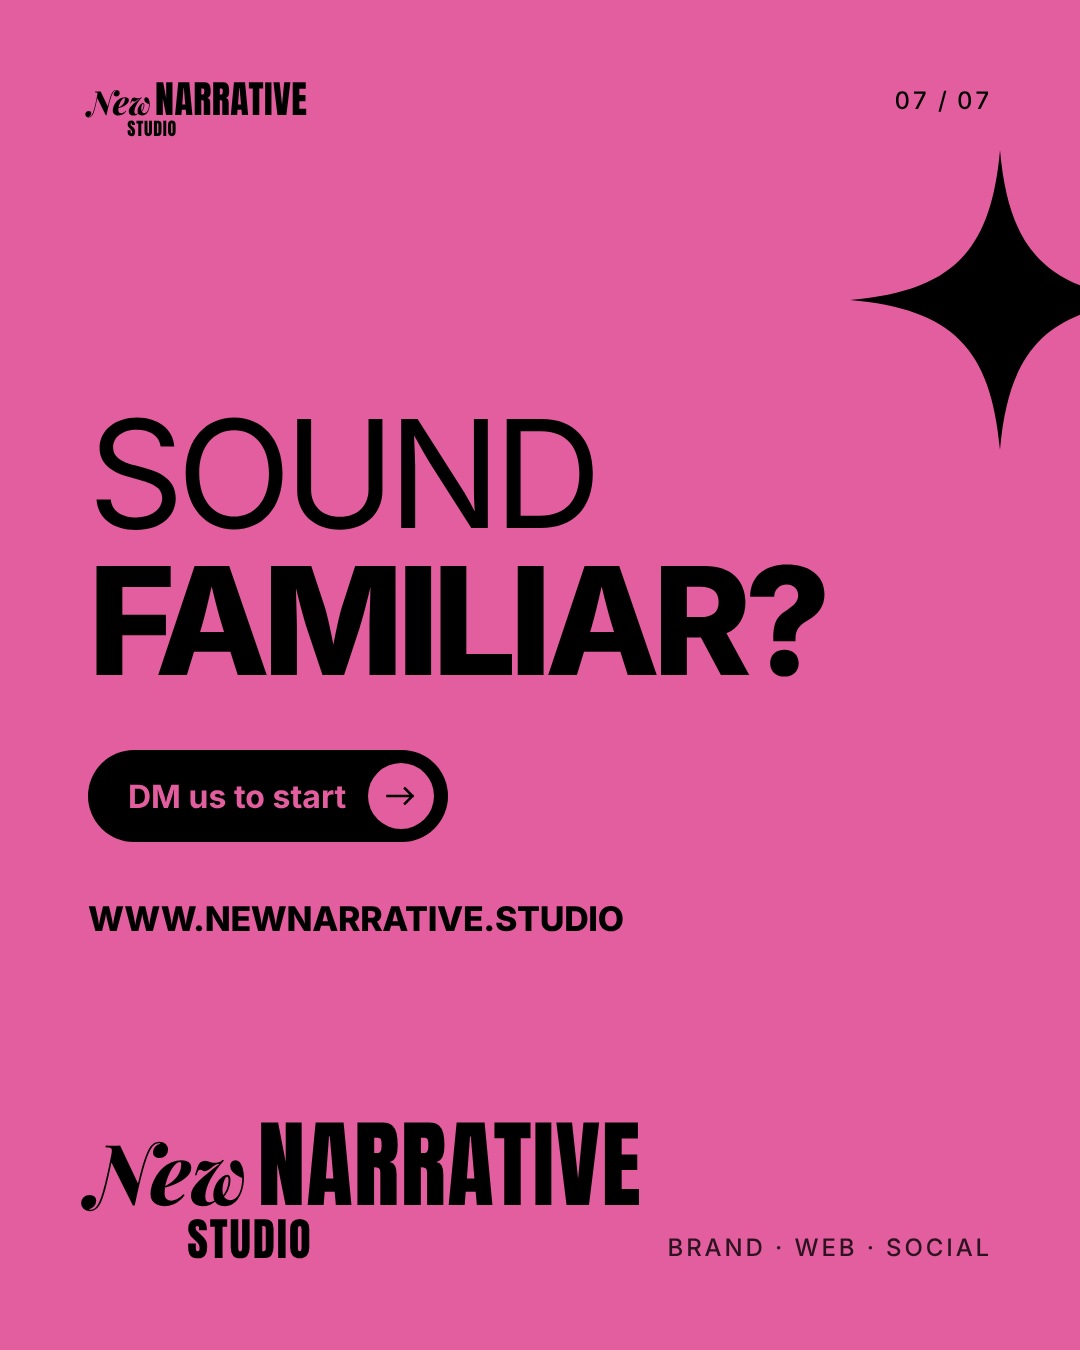 New NARRATIVE
STUDIO
07 / 07
SOUND
FAMILIAR?
DM us to start →
WWW.NEWNARRATIVE.STUDIO
New NARRATIVE
STUDIO
BRAND · WEB · SOCIAL